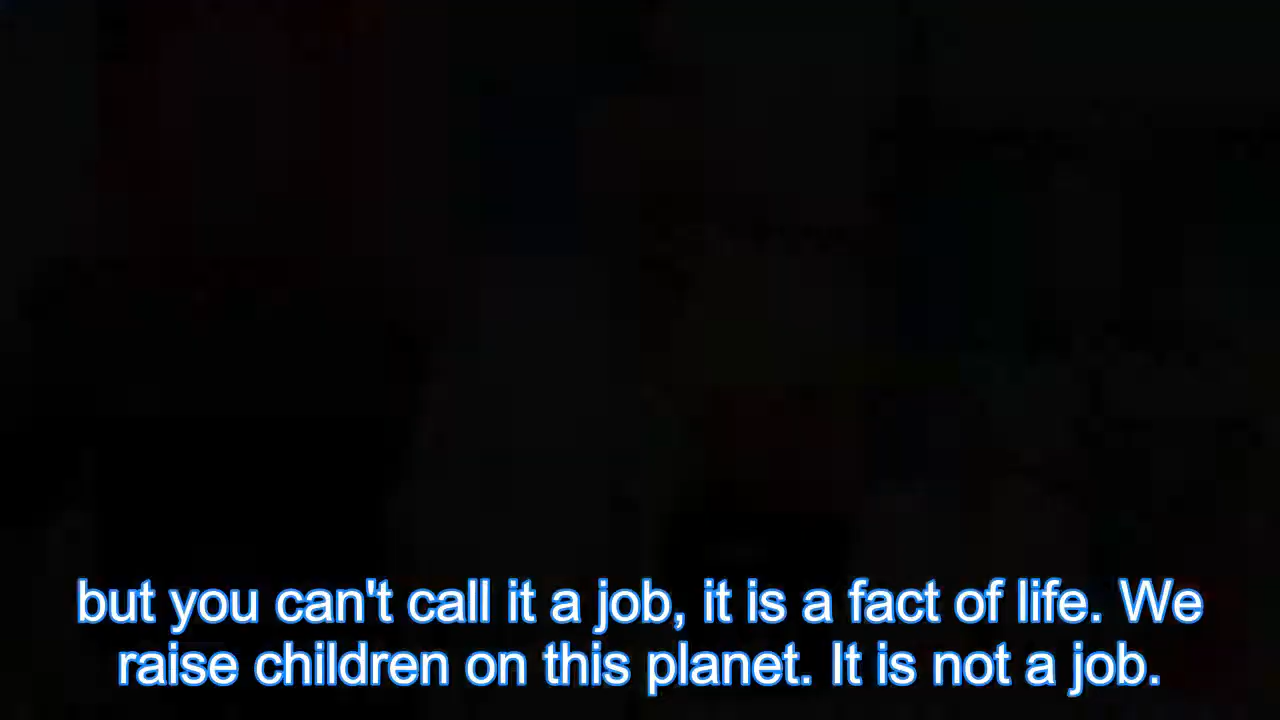 but you can't call it a job, it is a fact of life. We
raise children on this planet. It is not a job.